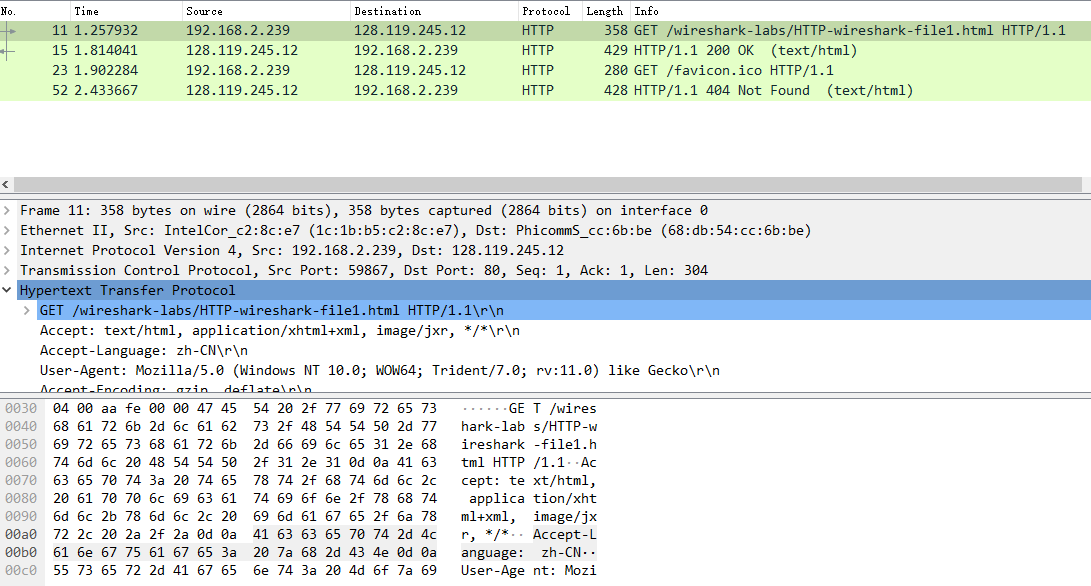 No. Time Source Destination Protocol Length Info
11 1.257932 192.168.2.239 128.119.245.12 HTTP 358 GET /wireshark-labs/HTTP-wireshark-file1.html HTTP/1.1
15 1.814041 128.119.245.12 192.168.2.239 HTTP 429 HTTP/1.1 200 OK  (text/html)
23 1.902284 192.168.2.239 128.119.245.12 HTTP 280 GET /favicon.ico HTTP/1.1
52 2.433667 128.119.245.12 192.168.2.239 HTTP 428 HTTP/1.1 404 Not Found  (text/html)
Frame 11: 358 bytes on wire (2864 bits), 358 bytes captured (2864 bits) on interface 0
Ethernet II, Src: IntelCor_c2:8c:e7 (1c:1b:b5:c2:8c:e7), Dst: PhicommS_cc:6b:be (68:db:54:cc:6b:be)
Internet Protocol Version 4, Src: 192.168.2.239, Dst: 128.119.245.12
Transmission Control Protocol, Src Port: 59867, Dst Port: 80, Seq: 1, Ack: 1, Len: 304
Hypertext Transfer Protocol
GET /wireshark-labs/HTTP-wireshark-file1.html HTTP/1.1\r\n
Accept: text/html, application/xhtml+xml, image/jxr, */*\r\n
Accept-Language: zh-CN\r\n
User-Agent: Mozilla/5.0 (Windows NT 10.0; WOW64; Trident/7.0; rv:11.0) like Gecko\r\n
Accept-Encoding: gzip, deflate\r\n
0030 04 00 aa fe 00 00 47 45 54 20 2f 77 69 72 65 73 ······GE T /wires
0040 68 61 72 6b 2d 6c 61 62 73 2f 48 54 54 50 2d 77 hark-lab s/HTTP-w
0050 69 72 65 73 68 61 72 6b 2d 66 69 6c 65 31 2e 68 ireshark -file1.h
0060 74 6d 6c 20 48 54 54 50 2f 31 2e 31 0d 0a 41 63 tml HTTP /1.1··Ac
0070 63 65 70 74 3a 20 74 65 78 74 2f 68 74 6d 6c 2c cept: te xt/html,
0080 20 61 70 70 6c 69 63 61 74 69 6f 6e 2f 78 68 74 applica tion/xht
0090 6d 6c 2b 78 6d 6c 2c 20 69 6d 61 67 65 2f 6a 78 ml+xml, image/jx
00a0 72 2c 20 2a 2f 2a 0d 0a 41 63 63 65 70 74 2d 4c r, */*·· Accept-L
00b0 61 6e 67 75 61 67 65 3a 20 7a 68 2d 43 4e 0d 0a anguage: zh-CN··
00c0 55 73 65 72 2d 41 67 65 6e 74 3a 20 4d 6f 7a 69 User-Age nt: Mozi